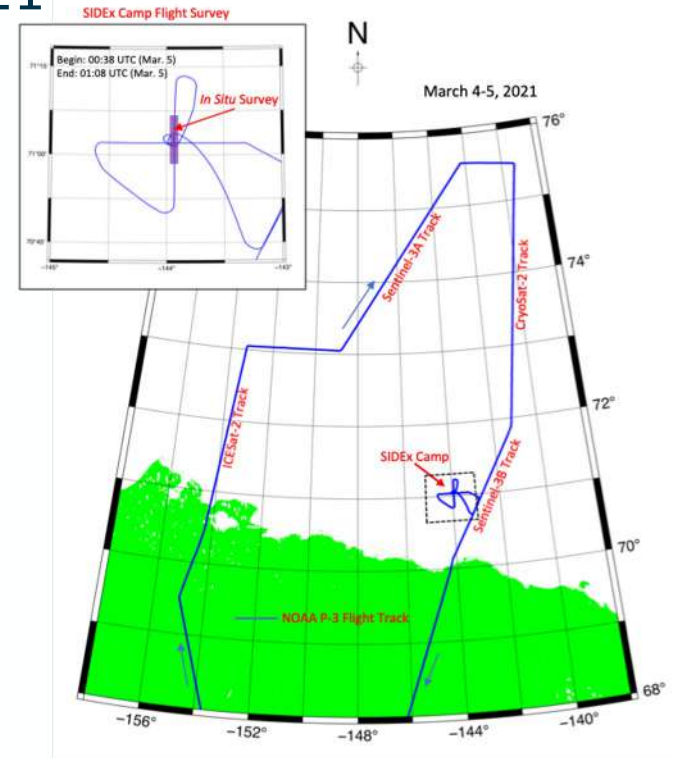 SIDEx Camp Flight Survey
Begin: 00:38 UTC (Mar. 5)
End: 01:08 UTC (Mar. 5)
In Situ Survey
71°00'
-145°
-144°
-143°
N
March 4-5, 2021
76°
Sentinel-3A Track
CryoSat-2 Track
74°
ICESat-2 Track
72°
SIDEx Camp
Sentinel-3B Track
70°
NOAA P-3 Flight Track
68°
-156°
-152°
-148°
-144°
-140°